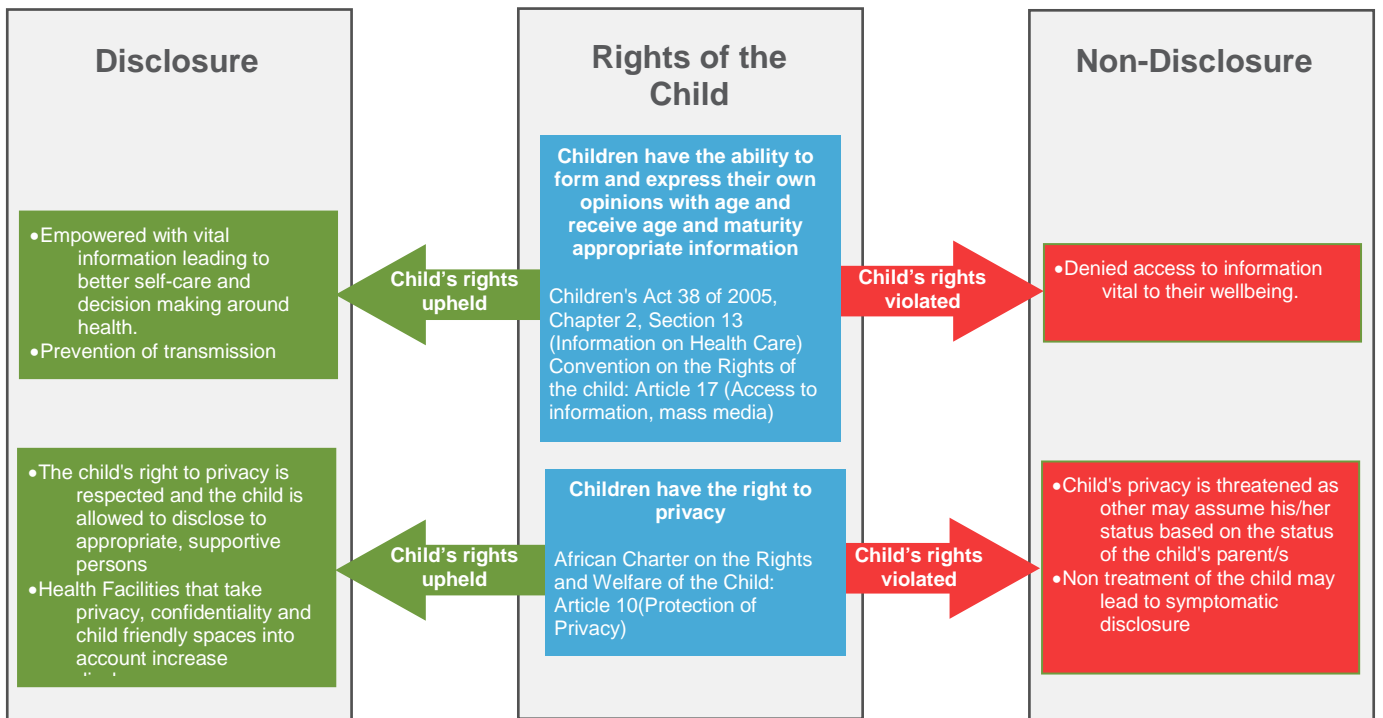 Disclosure
Rights of the
Child
Non-Disclosure
Children have the ability to
form and express their own
opinions with age and
receive age and maturity
appropriate information
Children's Act 38 of 2005,
Chapter 2, Section 13
(Information on Health Care)
Convention on the Rights of
the child: Article 17 (Access to
information, mass media)
Child’s rights
upheld
•Empowered with vital
information leading to
better self-care and
decision making around
health.
•Prevention of transmission
Child’s rights
violated
•Denied access to information
vital to their wellbeing.
Children have the right to
privacy
African Charter on the Rights
and Welfare of the Child:
Article 10(Protection of
Privacy)
Child’s rights
upheld
•The child's right to privacy is
respected and the child is
allowed to disclose to
appropriate, supportive
persons
•Health Facilities that take
privacy, confidentiality and
child friendly spaces into
account increase
Child’s rights
violated
•Child's privacy is threatened as
other may assume his/her
status based on the status
of the child's parent/s
•Non treatment of the child may
lead to symptomatic
disclosure